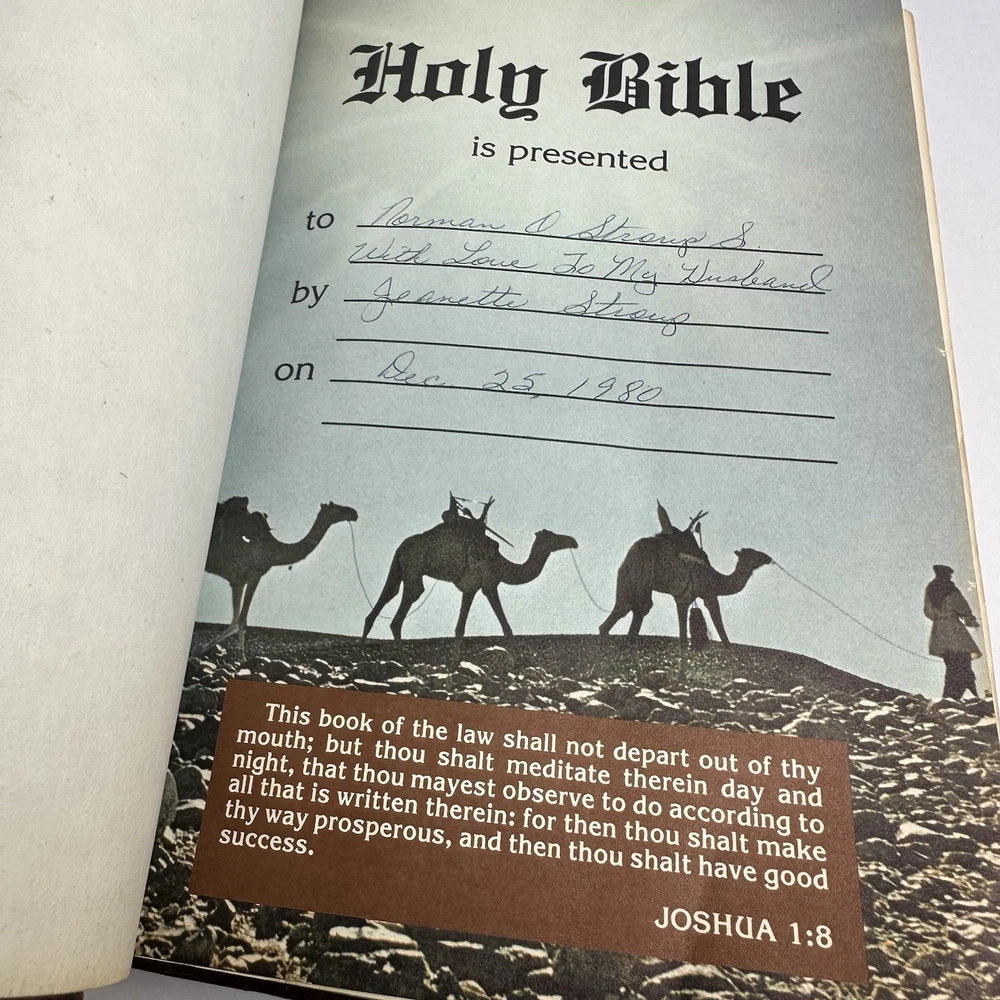 Holy Bible
is presented
to Norman O Strong S.
With Love To My Husband
by Jeanette Strong
on Dec. 25, 1980
This book of the law shall not depart out of thy
mouth; but thou shalt meditate therein day and
night, that thou mayest observe to do according to
all that is written therein: for then thou shalt make
thy way prosperous, and then thou shalt have good
success.
JOSHUA 1:8